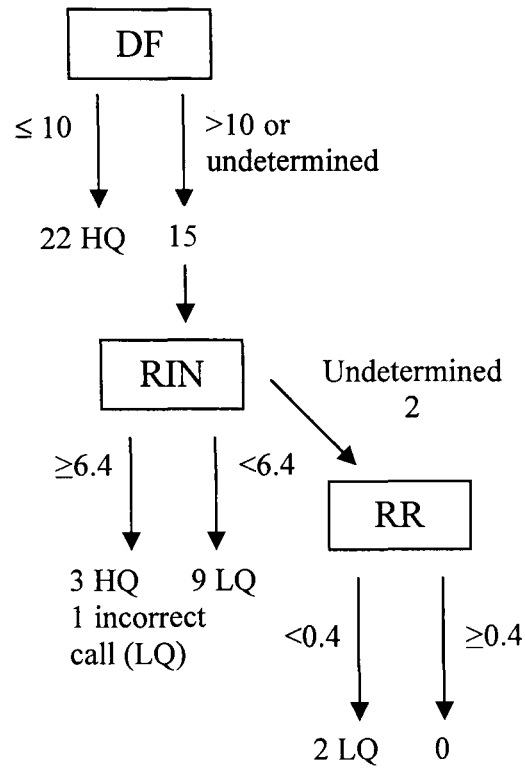 DF
≤ 10
>10 or
undetermined
22 HQ
15
RIN
Undetermined
2
≥6.4
<6.4
RR
3 HQ
9 LQ
1 incorrect
call (LQ)
<0.4
≥0.4
2 LQ
0